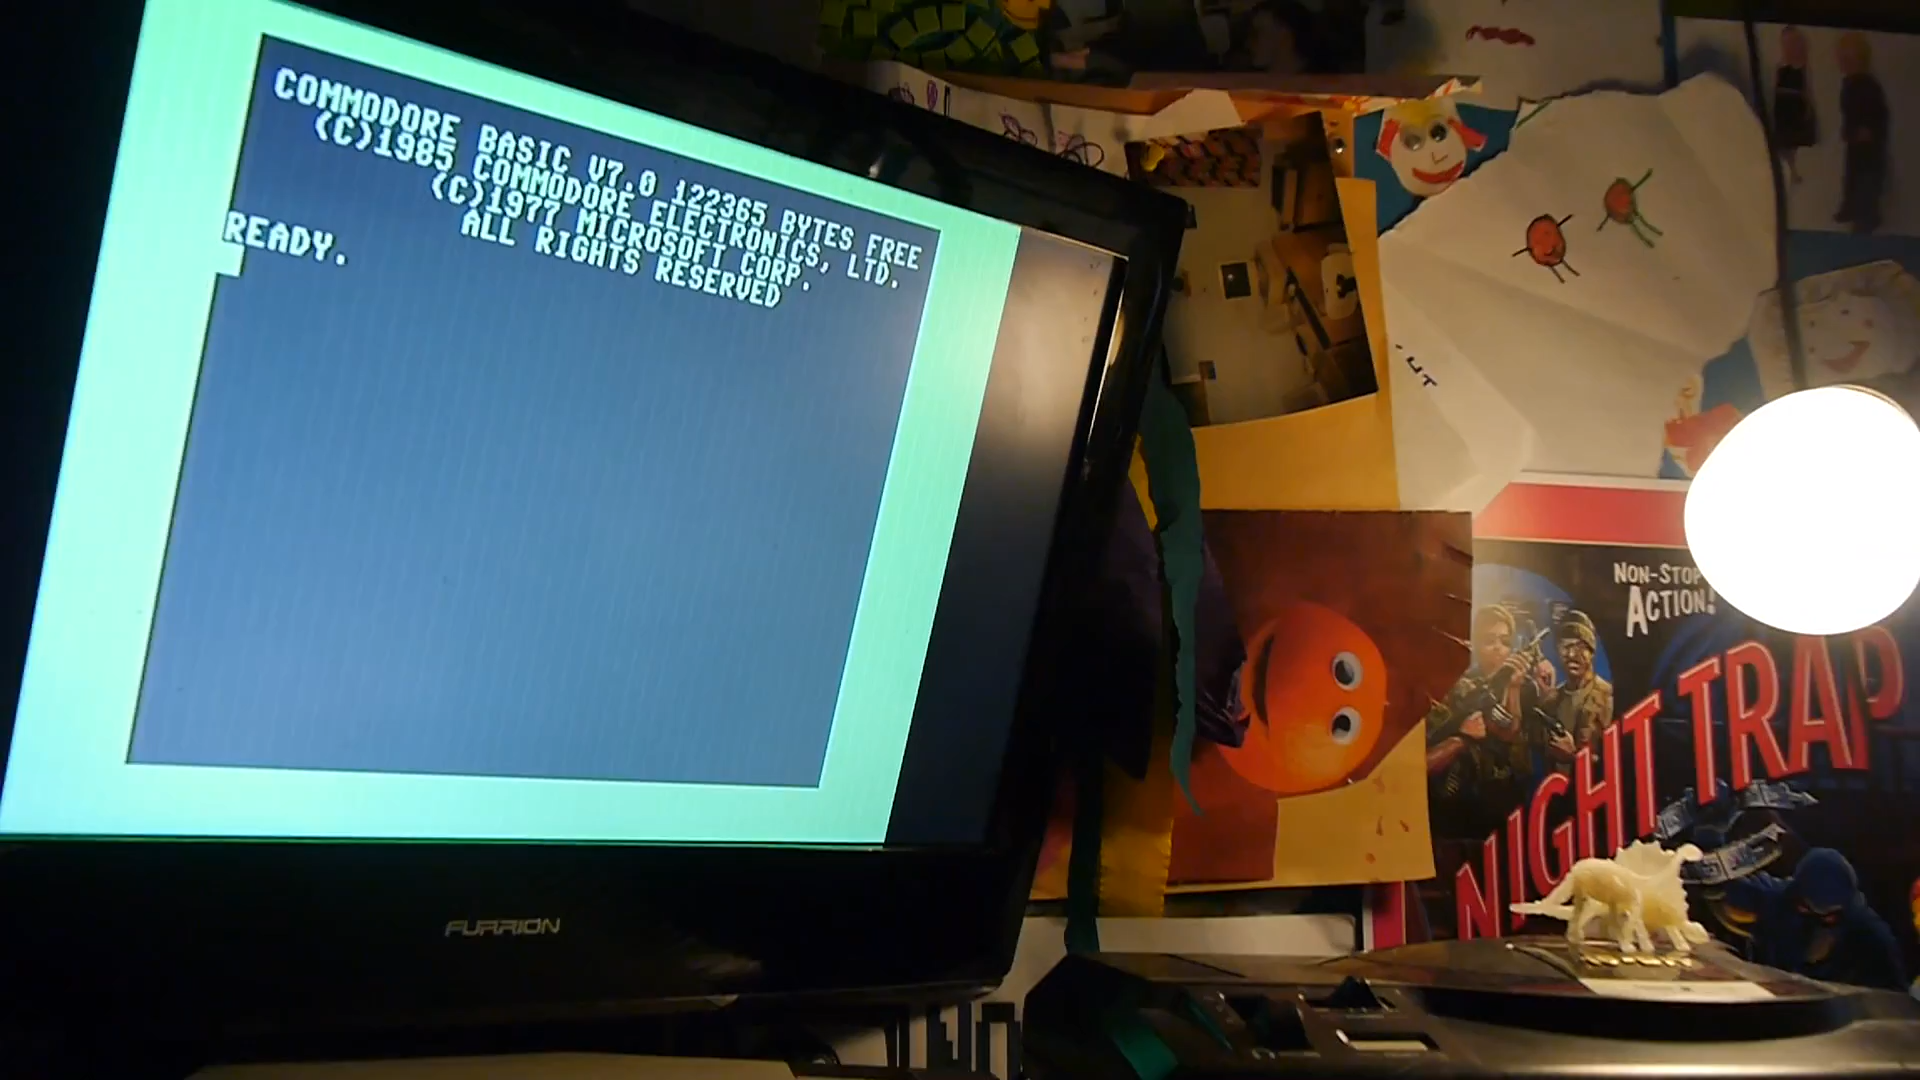 COMMODORE BASIC V7.0 122365 BYTES FREE
(C)1985 COMMODORE ELECTRONICS, LTD.
(C)1977 MICROSOFT CORP.
ALL RIGHTS RESERVED
READY.
FURRION
NON-STOP
ACTION!
NIGHT TRAP